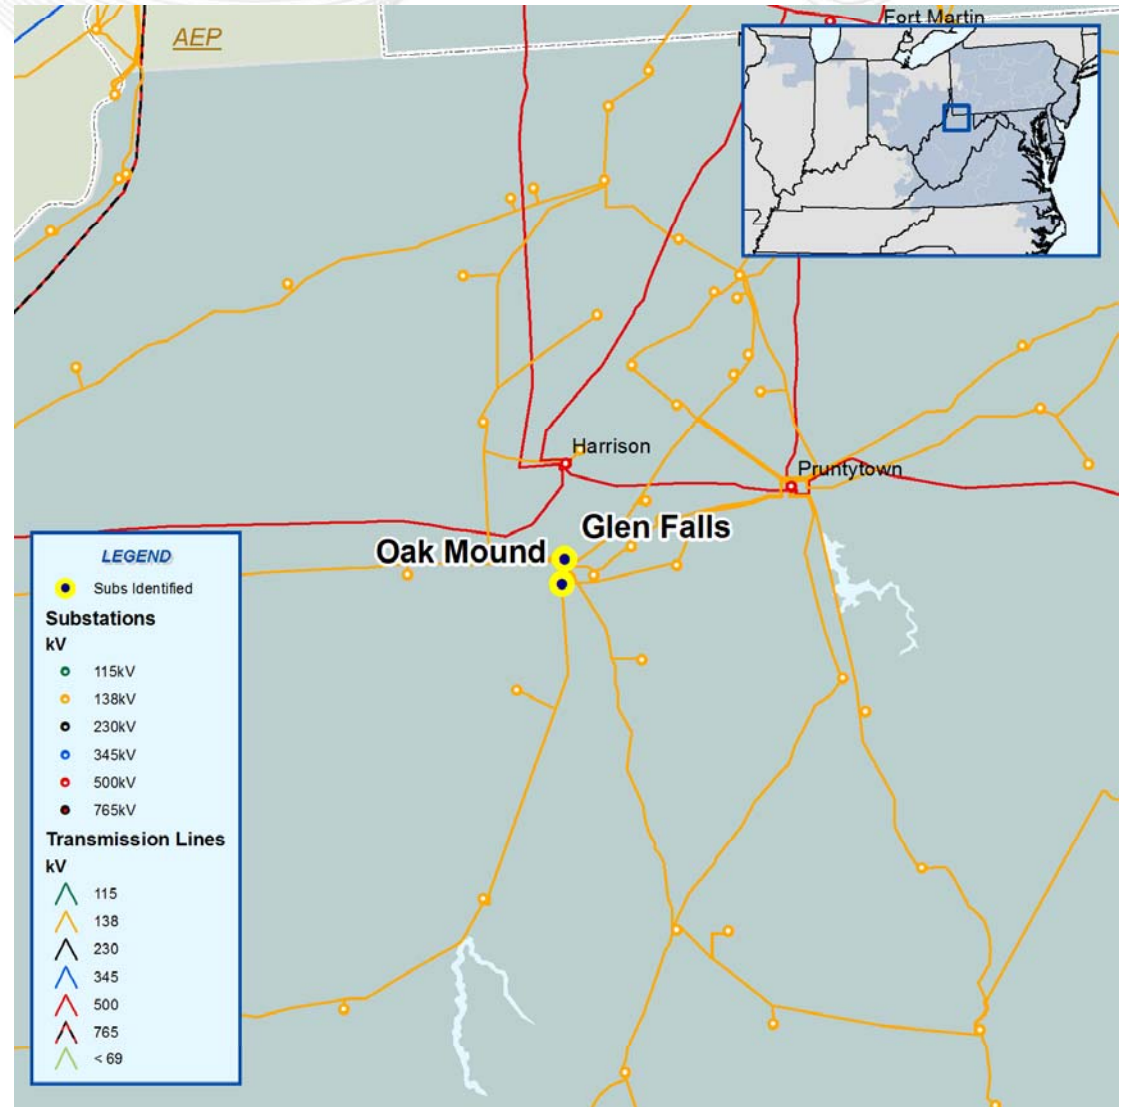 Fort Martin
AEP
Harrison
Pruntytown
Glen Falls
Oak Mound
LEGEND
Subs Identified
Substations
kV
115kV
138kV
230kV
345kV
500kV
765kV
Transmission Lines
kV
115
138
230
345
500
765
< 69